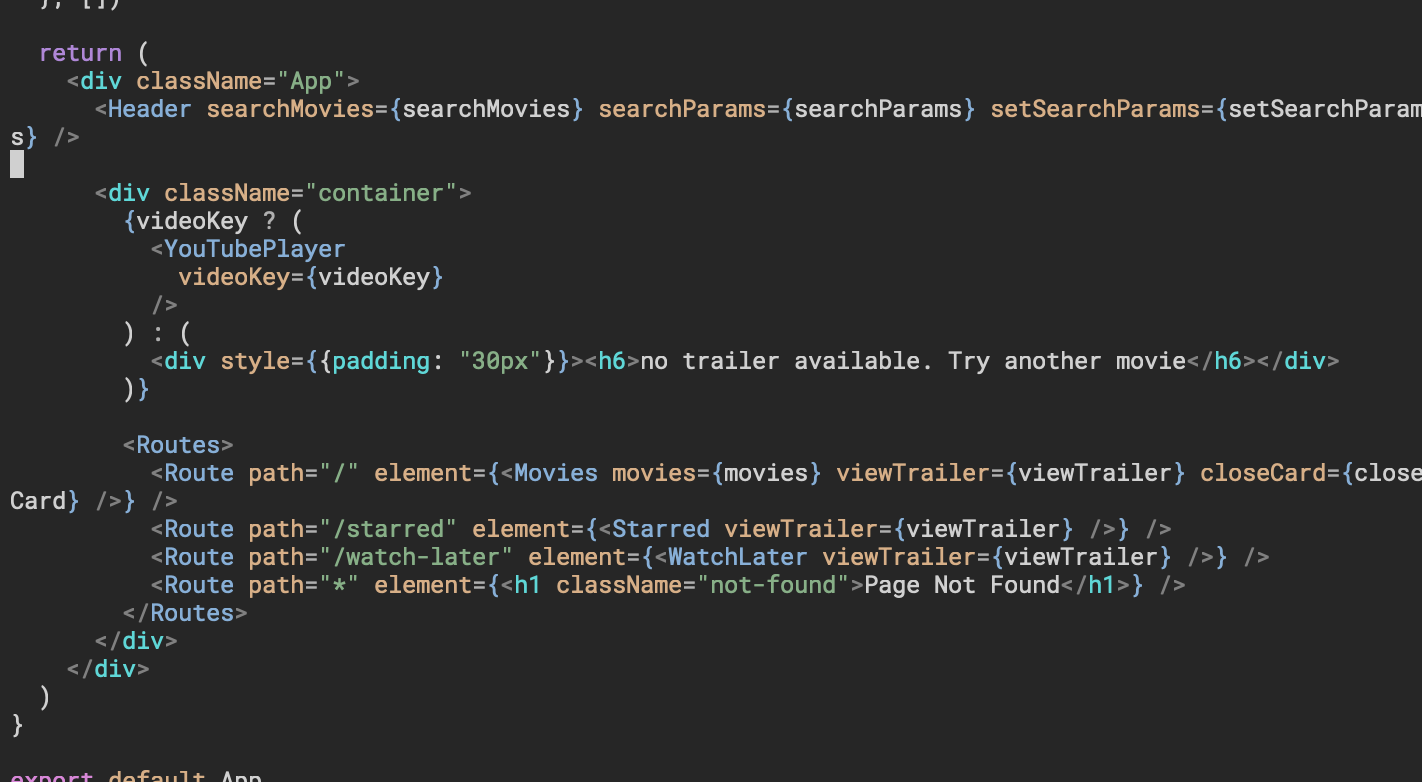 }, [])
  return (
    <div className="App">
      <Header searchMovies={searchMovies} searchParams={searchParams} setSearchParams={setSearchParam
s} />
      <div className="container">
        {videoKey ? (
          <YouTubePlayer
            videoKey={videoKey}
          />
        ) : (
          <div style={{padding: "30px"}}><h6>no trailer available. Try another movie</h6></div>
        )}
        <Routes>
          <Route path="/" element={<Movies movies={movies} viewTrailer={viewTrailer} closeCard={close
Card} />} />
          <Route path="/starred" element={<Starred viewTrailer={viewTrailer} />} />
          <Route path="/watch-later" element={<WatchLater viewTrailer={viewTrailer} />} />
          <Route path="*" element={<h1 className="not-found">Page Not Found</h1>} />
        </Routes>
      </div>
    </div>
  )
}
export default App